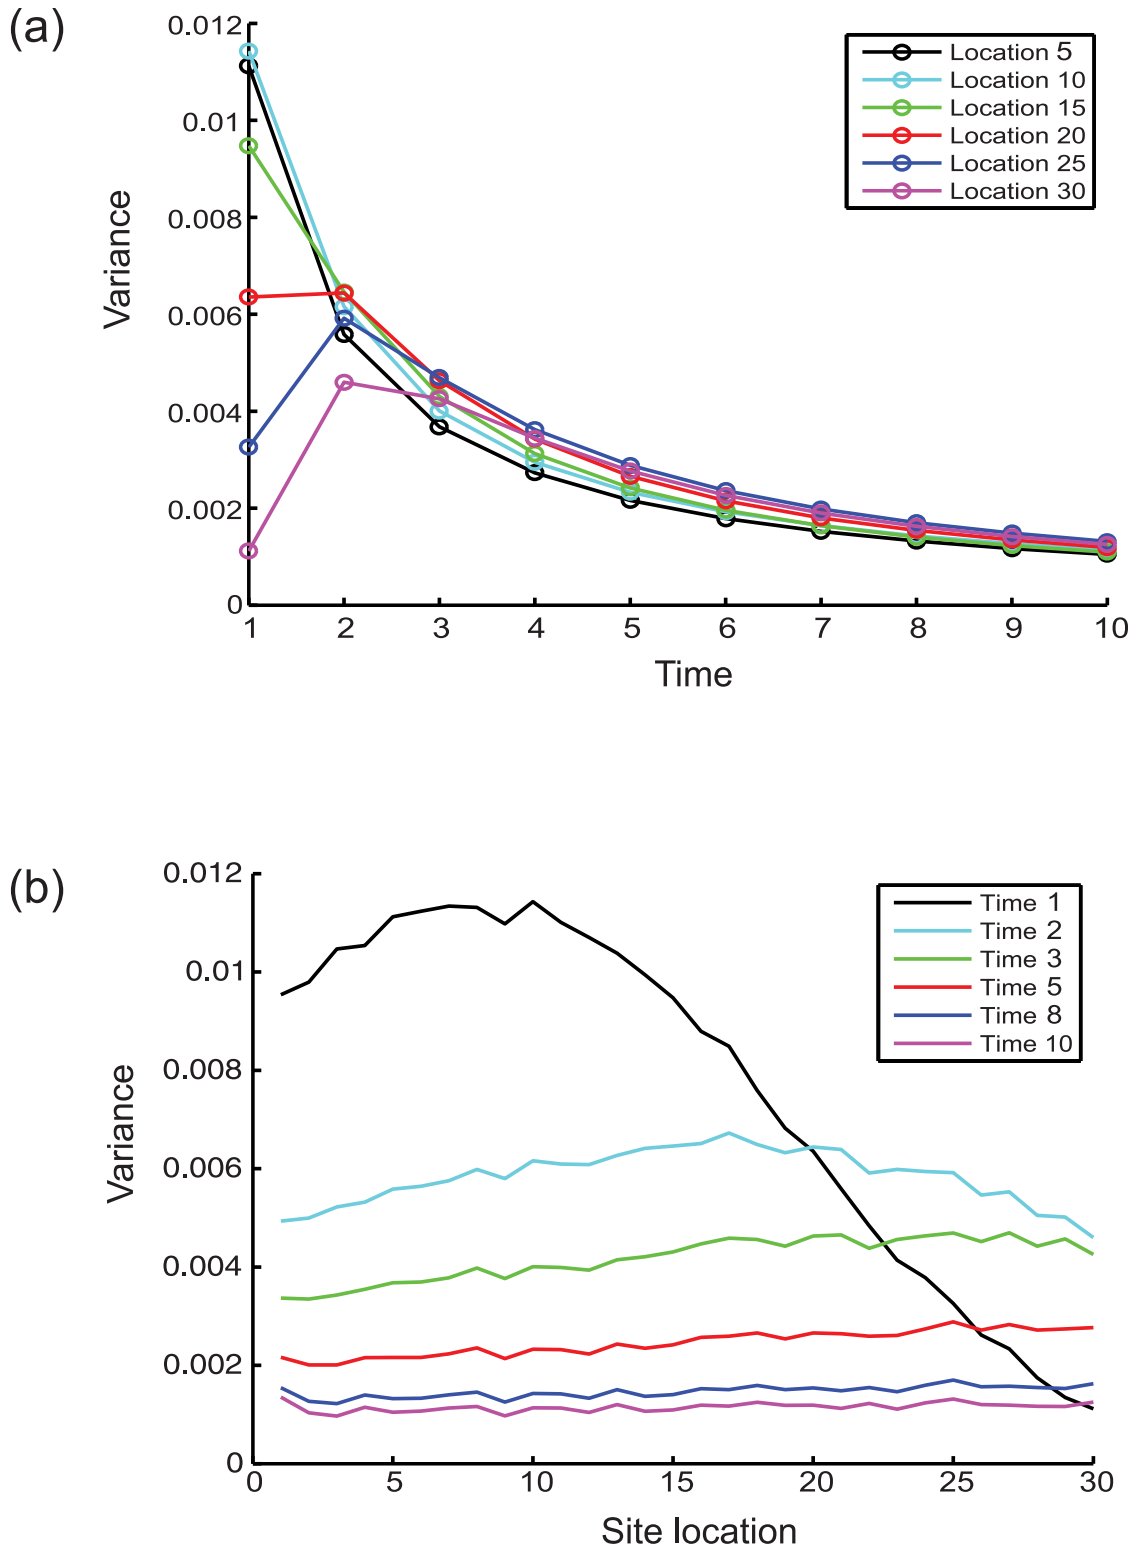 (a)
0.012
0.01
0.008
0.006
0.004
0.002
0
Variance
1 2 3 4 5 6 7 8 9 10
Time
Location 5
Location 10
Location 15
Location 20
Location 25
Location 30
(b)
0.012
0.01
0.008
0.006
0.004
0.002
0
Variance
0 5 10 15 20 25 30
Site location
Time 1
Time 2
Time 3
Time 5
Time 8
Time 10